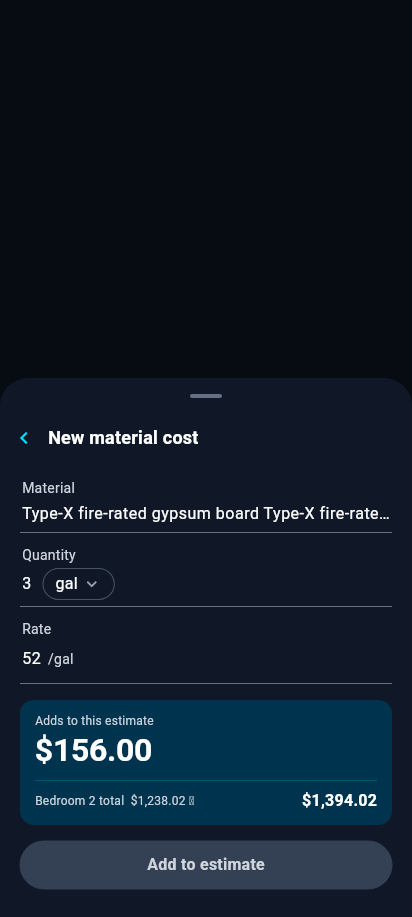 New material cost
Material
Type-X fire-rated gypsum board Type-X fire-rate…
Quantity
3 gal
Rate
52 /gal
Adds to this estimate
$156.00
Bedroom 2 total $1,238.02 $1,394.02
Add to estimate